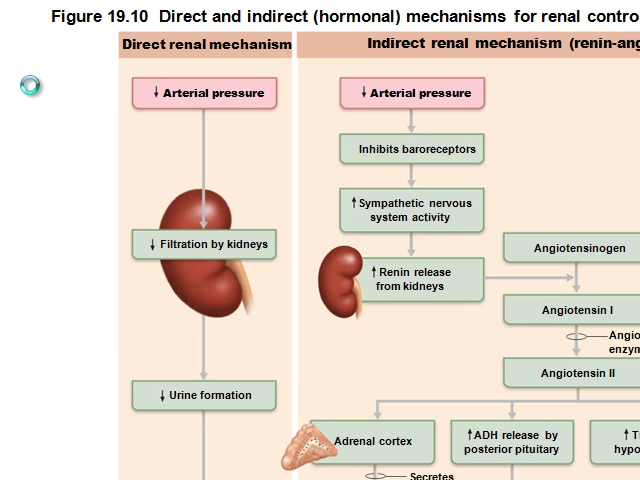 Figure 19.10 Direct and indirect (hormonal) mechanisms for renal contro
Direct renal mechanism
Indirect renal mechanism (renin-ang
↓ Arterial pressure
↓ Filtration by kidneys
↓ Urine formation
↓ Arterial pressure
Inhibits baroreceptors
↑ Sympathetic nervous
system activity
↑ Renin release
from kidneys
Angiotensinogen
Angiotensin I
Angio
enzym
Angiotensin II
Adrenal cortex
↑ ADH release by
posterior pituitary
↑ T
hypo
Secretes